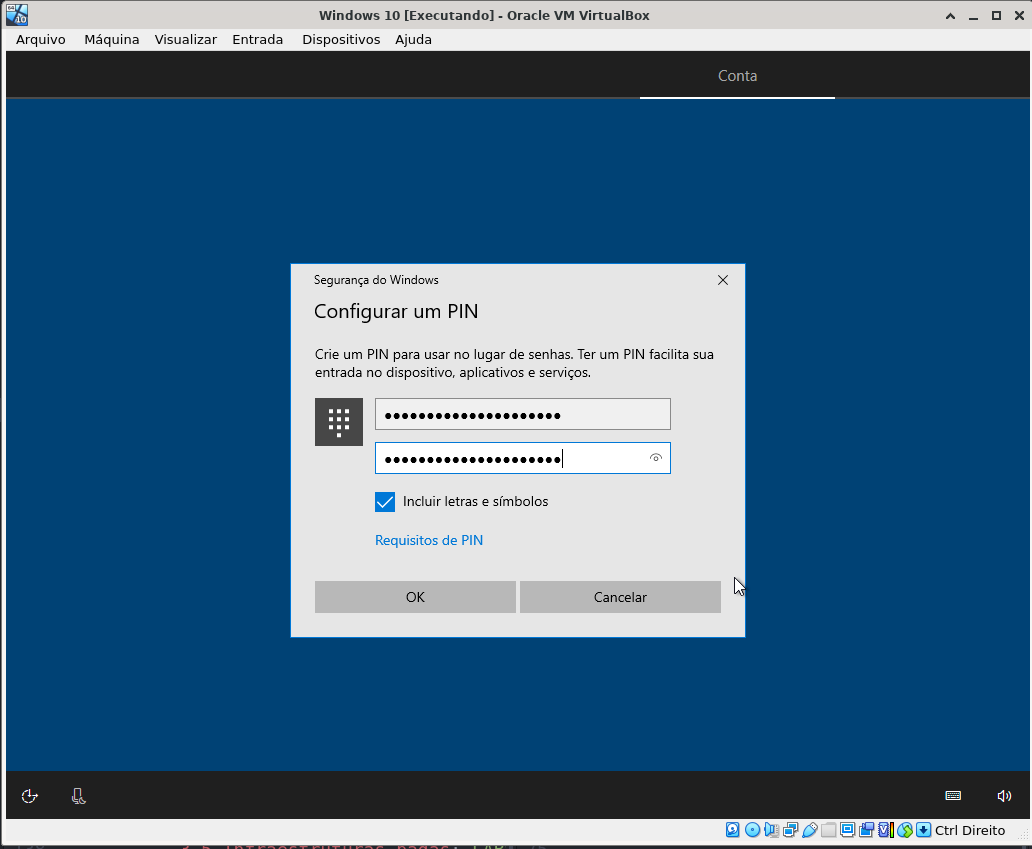 Windows 10 [Executando] - Oracle VM VirtualBox
Arquivo Máquina Visualizar Entrada Dispositivos Ajuda
Conta
Segurança do Windows
Configurar um PIN
Crie um PIN para usar no lugar de senhas. Ter um PIN facilita sua
entrada no dispositivo, aplicativos e serviços.
●●●●●●●●●●●●●●●●●●●●●
●●●●●●●●●●●●●●●●●●●●●
Incluir letras e símbolos
Requisitos de PIN
OK Cancelar
Ctrl Direito